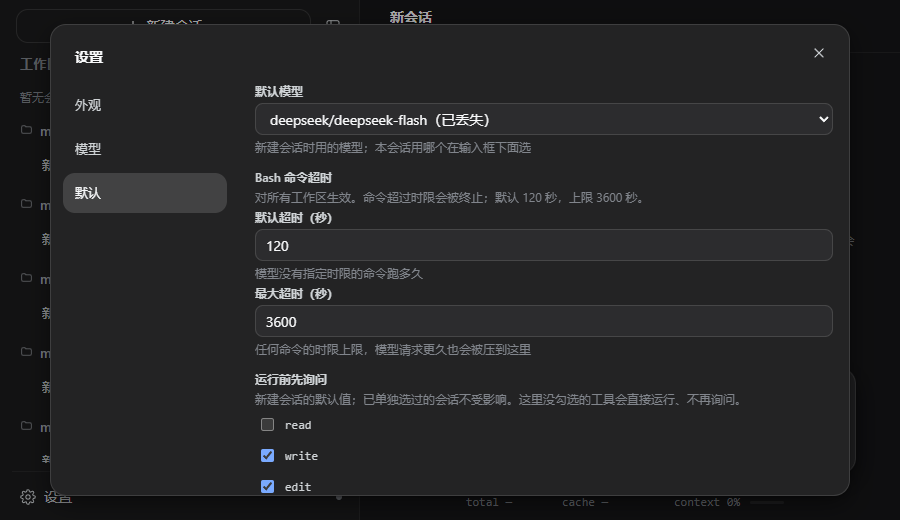 新会话
设置
外观
模型
默认
默认模型
deepseek/deepseek-flash（已丢失）
新建会话时用的模型；本会话用哪个在输入框下面选
Bash 命令超时
对所有工作区生效。命令超过时限会被终止；默认 120 秒，上限 3600 秒。
默认超时（秒）
120
模型没有指定时限的命令跑多久
最大超时（秒）
3600
任何命令的时限上限，模型请求更久也会被压到这里
运行前先询问
新建会话的默认值；已单独选过的会话不受影响。这里没勾选的工具会直接运行、不再询问。
read
write
edit
设置
total —
cache —
context 0%